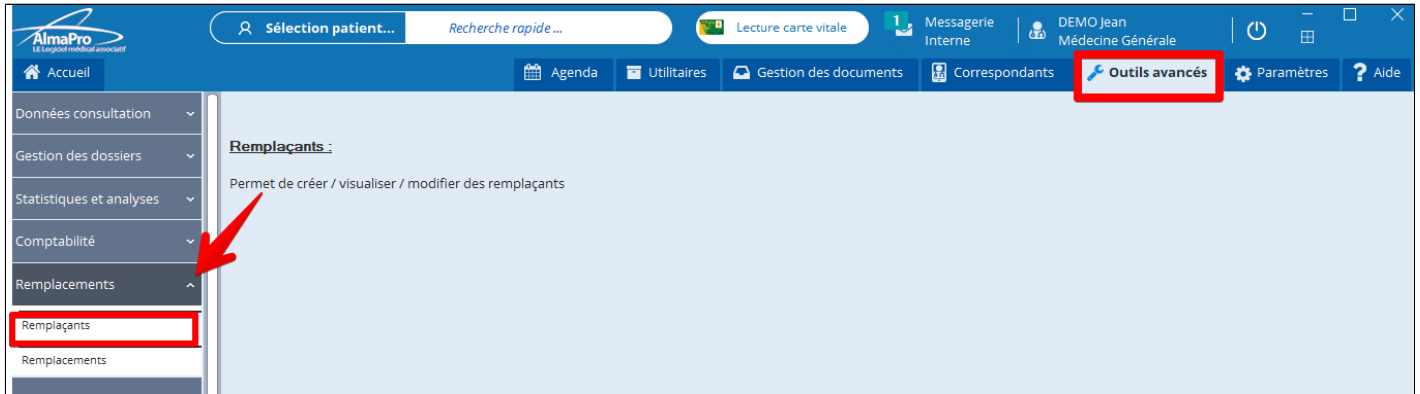 AlmaPro
LE Logiciel médical associatif
Sélection patient...
Recherche rapide ...
Lecture carte vitale
1
Messagerie
Interne
DEMO Jean
Médecine Générale
Accueil
Agenda
Utilitaires
Gestion des documents
Correspondants
Outils avancés
Paramètres
? Aide
Données consultation
Gestion des dossiers
Statistiques et analyses
Comptabilité
Remplacements
Remplaçants
Remplacements
Remplaçants :
Permet de créer / visualiser / modifier des remplaçants